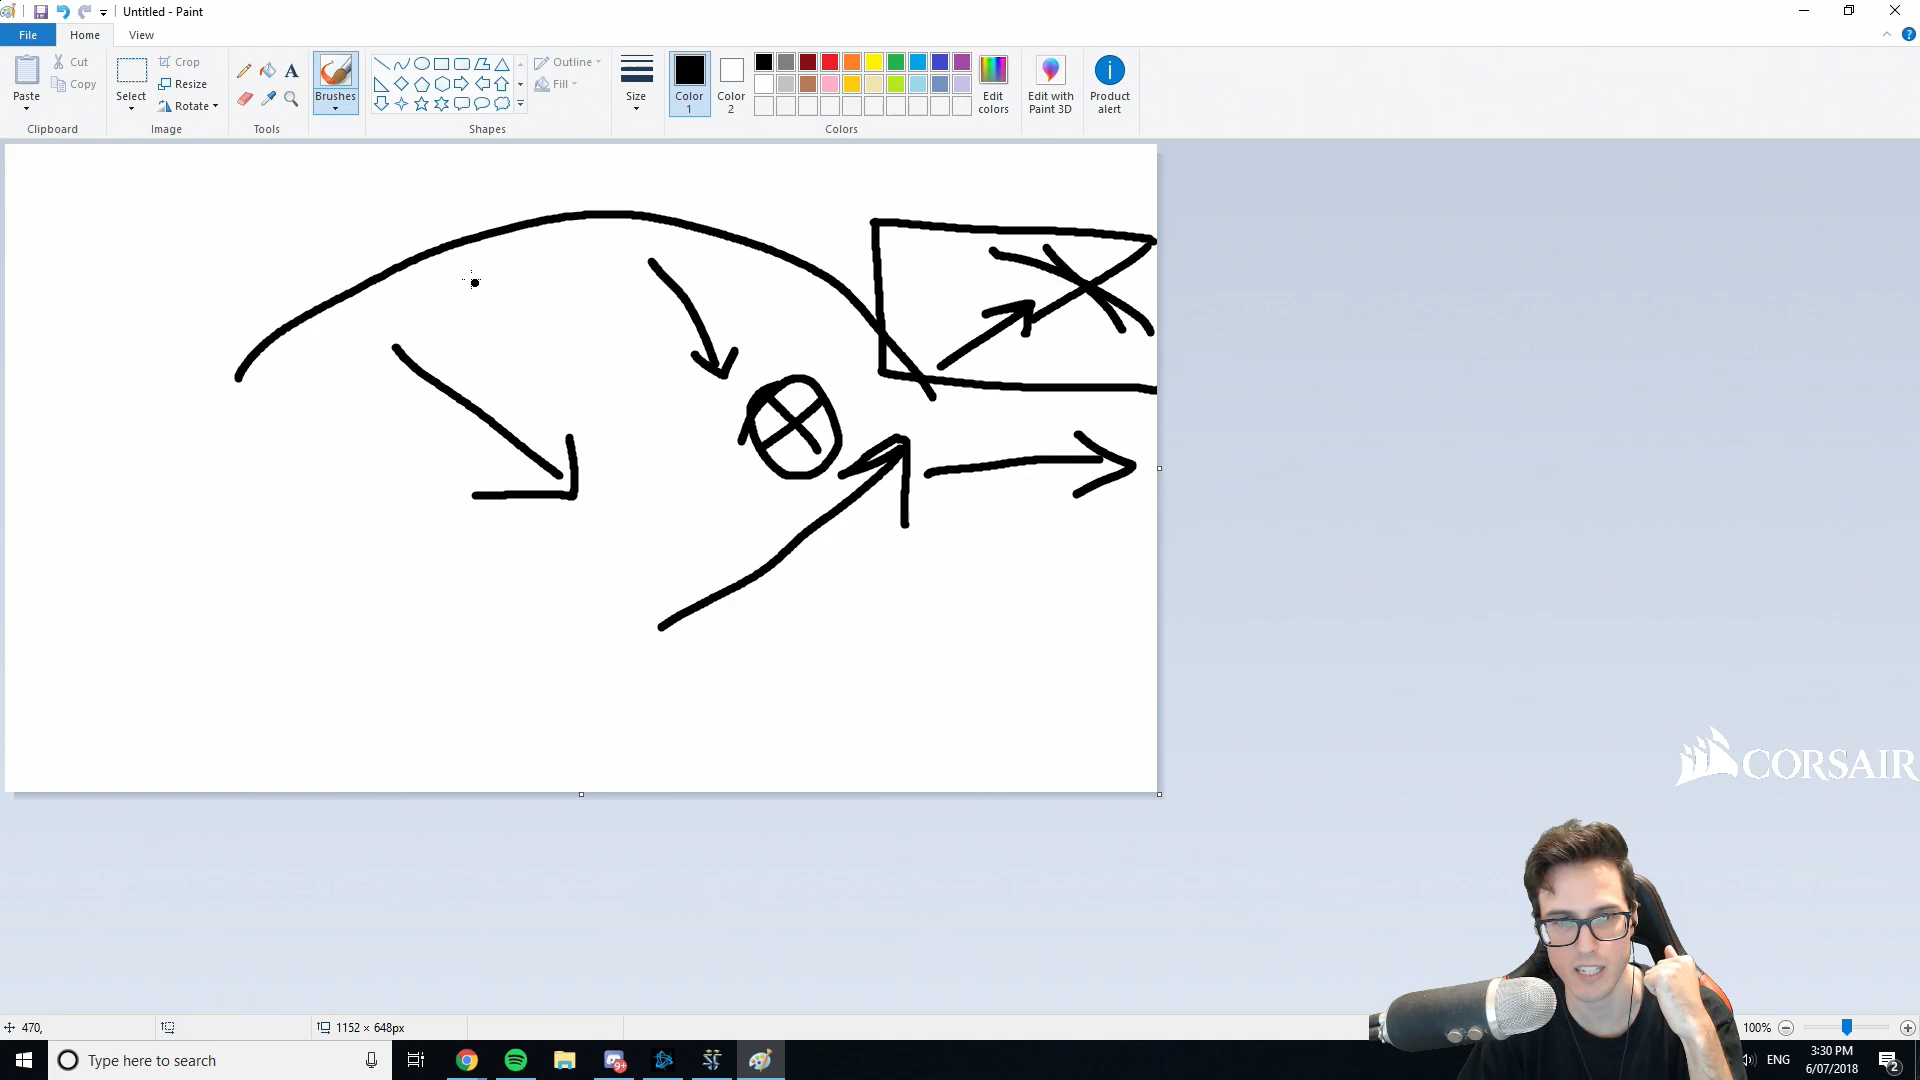 Untitled - Paint
File Home View
Paste
Cut
Copy
Clipboard
Select
Crop
Resize
Rotate
Image
A
Tools
Brushes
Outline
Fill
Shapes
Size
Color 1
Color 2
Edit colors
Colors
Edit with Paint 3D
Product alert
CORSAIR
470,
1152 × 648px
100%
Type here to search
9+
ENG
3:30 PM
6/07/2018
2